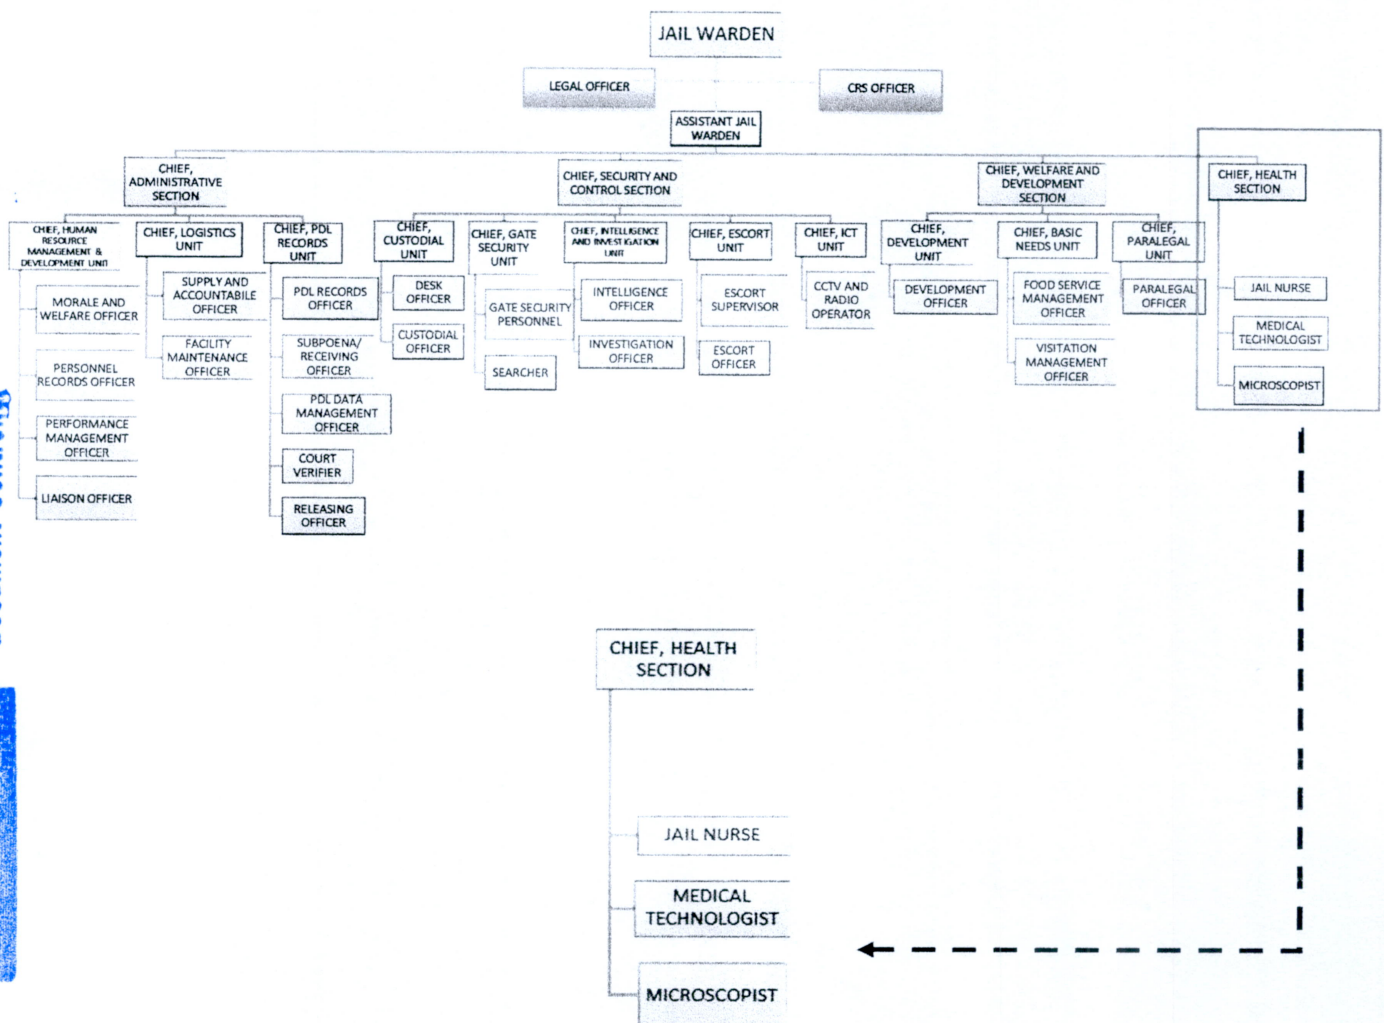 JAIL WARDEN
LEGAL OFFICER
CRS OFFICER
ASSISTANT JAIL
WARDEN
CHIEF,
ADMINISTRATIVE
SECTION
CHIEF, SECURITY AND
CONTROL SECTION
CHIEF, WELFARE AND
DEVELOPMENT
SECTION
CHIEF, HEALTH
SECTION
CHIEF, HUMAN
RESOURCE
MANAGEMENT &
DEVELOPMENT UNIT
CHIEF, LOGISTICS
UNIT
CHIEF, PDL
RECORDS
UNIT
CHIEF,
CUSTODIAL
UNIT
CHIEF, GATE
SECURITY
UNIT
CHIEF, INTELLIGENCE
AND INVESTIGATION
UNIT
CHIEF, ESCORT
UNIT
CHIEF, ICT
UNIT
CHIEF,
DEVELOPMENT
UNIT
CHIEF, BASIC
NEEDS UNIT
CHIEF,
PARALEGAL
UNIT
MORALE AND
WELFARE OFFICER
PERSONNEL
RECORDS OFFICER
PERFORMANCE
MANAGEMENT
OFFICER
LIAISON OFFICER
SUPPLY AND
ACCOUNTABILE
OFFICER
FACILITY
MAINTENANCE
OFFICER
PDL RECORDS
OFFICER
SUBPOENA/
RECEIVING
OFFICER
PDL DATA
MANAGEMENT
OFFICER
COURT
VERIFIER
RELEASING
OFFICER
DESK
OFFICER
CUSTODIAL
OFFICER
GATE SECURITY
PERSONNEL
SEARCHER
INTELLIGENCE
OFFICER
INVESTIGATION
OFFICER
ESCORT
SUPERVISOR
ESCORT
OFFICER
CCTV AND
RADIO
OPERATOR
DEVELOPMENT
OFFICER
FOOD SERVICE
MANAGEMENT
OFFICER
VISITATION
MANAGEMENT
OFFICER
PARALEGAL
OFFICER
JAIL NURSE
MEDICAL
TECHNOLOGIST
MICROSCOPIST
CHIEF, HEALTH
SECTION
JAIL NURSE
MEDICAL
TECHNOLOGIST
MICROSCOPIST